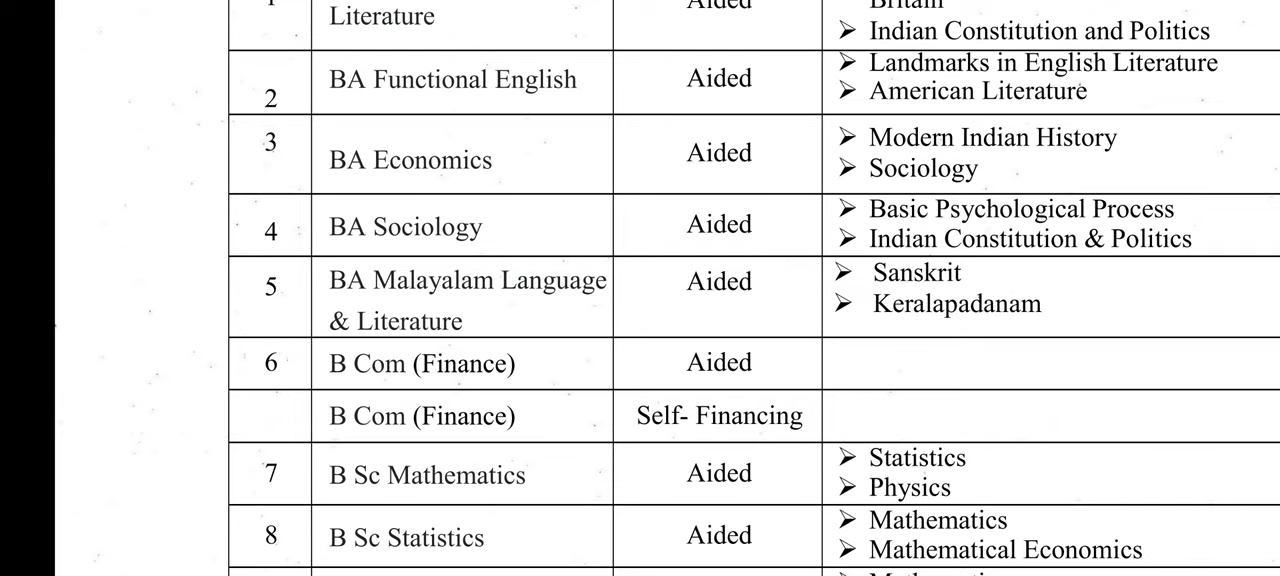 Literature
Aided
Britain
Indian Constitution and Politics
2
BA Functional English
Aided
Landmarks in English Literature
American Literature
3
BA Economics
Aided
Modern Indian History
Sociology
4
BA Sociology
Aided
Basic Psychological Process
Indian Constitution & Politics
5
BA Malayalam Language
& Literature
Aided
Sanskrit
Keralapadanam
6
B Com (Finance)
Aided
B Com (Finance)
Self- Financing
7
B Sc Mathematics
Aided
Statistics
Physics
8
B Sc Statistics
Aided
Mathematics
Mathematical Economics